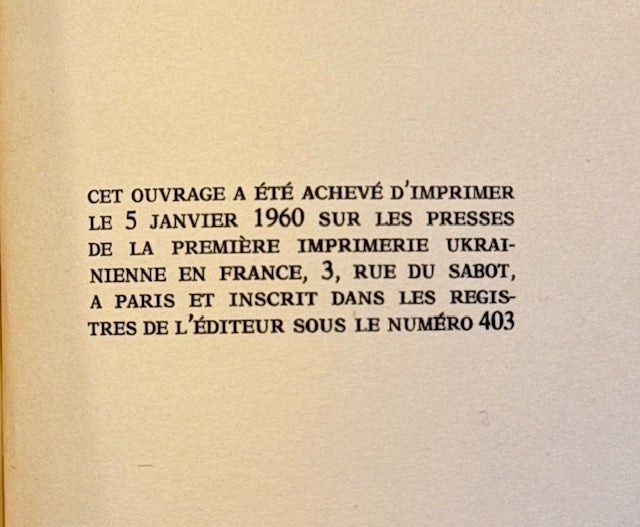 CET OUVRAGE A ÉTÉ ACHEVÉ D'IMPRIMER
LE 5 JANVIER 1960 SUR LES PRESSES
DE LA PREMIÈRE IMPRIMERIE UKRAI-
NIENNE EN FRANCE, 3, RUE DU SABOT,
A PARIS ET INSCRIT DANS LES REGIS-
TRES DE L'ÉDITEUR SOUS LE NUMÉRO 403